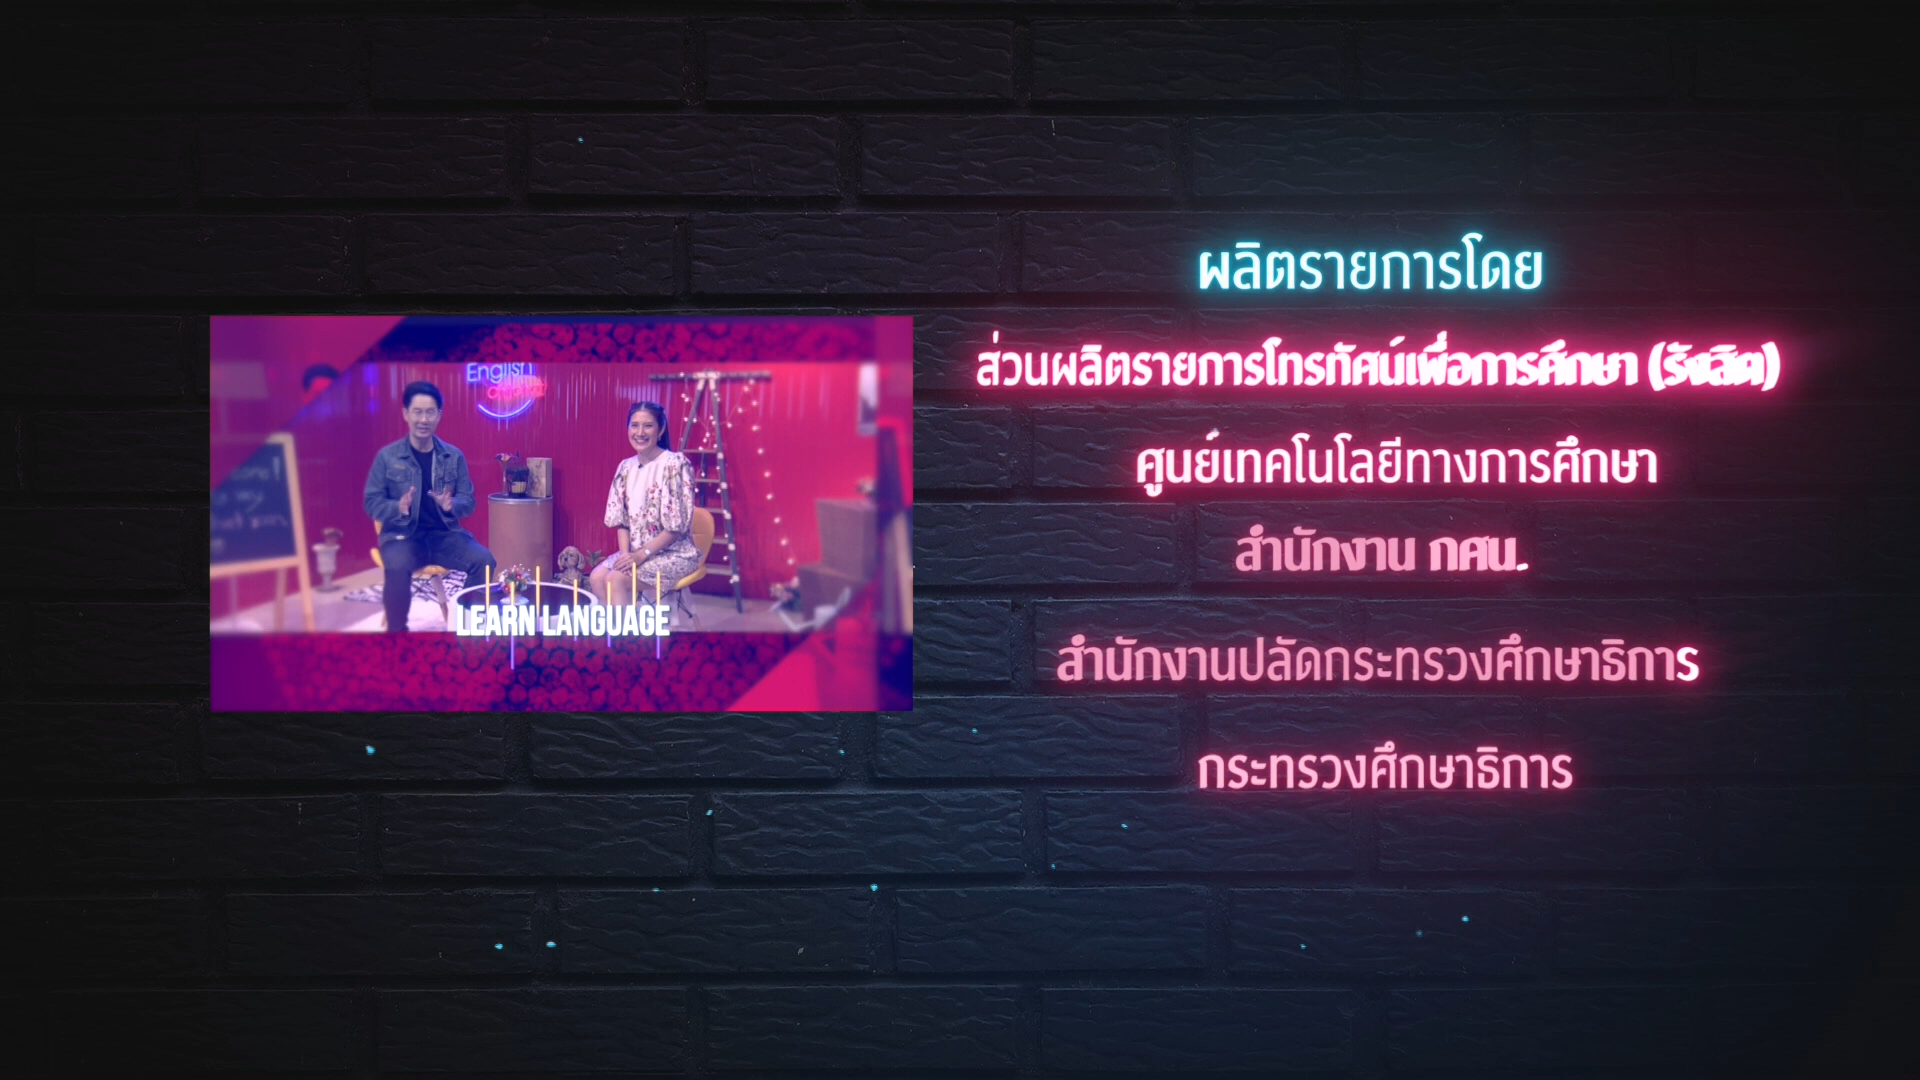 English
LEARN LANGUAGE
ผลิตรายการโดย
ส่วนผลิตรายการโทรทัศน์เพื่อการศึกษา (รังสิต)
ศูนย์เทคโนโลยีทางการศึกษา
สำนักงาน กศน.
สำนักงานปลัดกระทรวงศึกษาธิการ
กระทรวงศึกษาธิการ